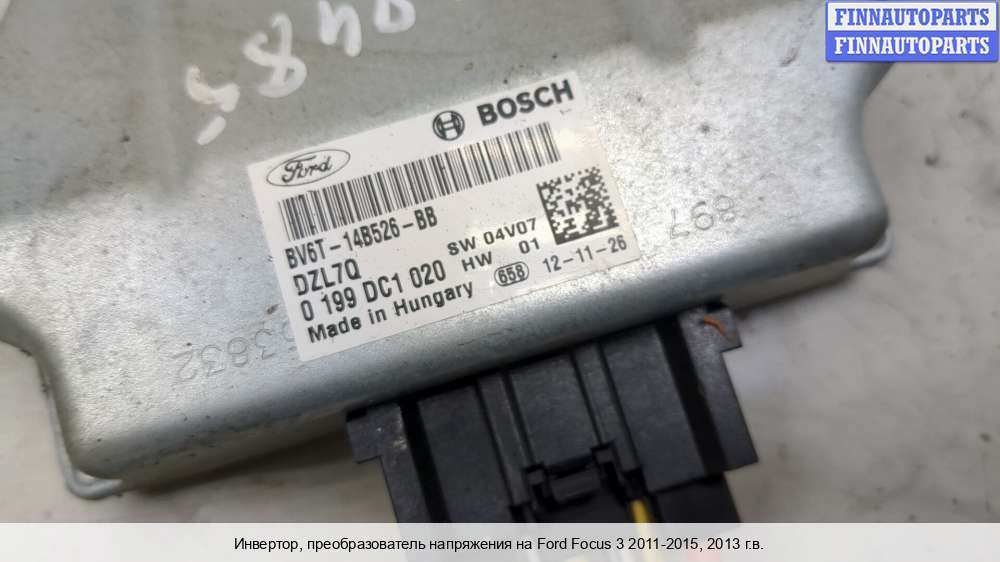 FINNAUTOPARTS
FINNAUTOPARTS
BOSCH
Ford
BV6T-14B526-BB
DZL7Q
SW 04V07
0 199 DC1 020
HW 01
Made in Hungary
658
12-11-26
Инвертор, преобразователь напряжения на Ford Focus 3 2011-2015, 2013 г.в.